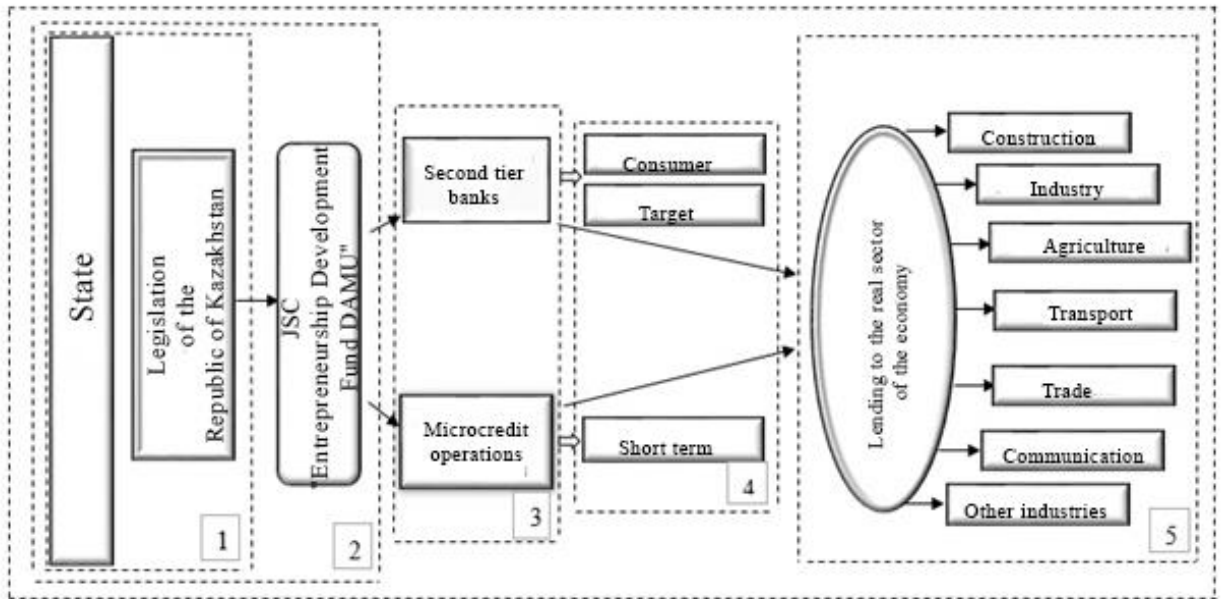 State
Legislation
of the
Republic of Kazakhstan
1
JSC
"Entrepreneurship Development
Fund DAMU"
2
Second tier
banks
Microcredit
operations
3
Consumer
Target
Short term
4
Lending to the real sector
of the economy
Construction
Industry
Agriculture
Transport
Trade
Communication
Other industries
5